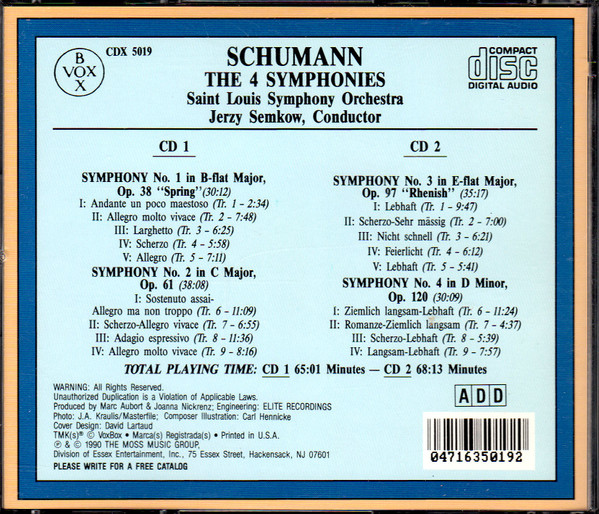 B
VOX
X
CDX 5019
SCHUMANN
THE 4 SYMPHONIES
Saint Louis Symphony Orchestra
Jerzy Semkow, Conductor
COMPACT
disc
DIGITAL AUDIO
CD 1
SYMPHONY No. 1 in B-flat Major,
Op. 38 “Spring” (30:12)
I: Andante un poco maestoso (Tr. 1 - 2:34)
II: Allegro molto vivace (Tr. 2 - 7:48)
III: Larghetto (Tr. 3 - 6:25)
IV: Scherzo (Tr. 4 - 5:58)
V: Allegro (Tr. 5 - 7:11)
SYMPHONY No. 2 in C Major,
Op. 61 (38:08)
I: Sostenuto assai-
Allegro ma non troppo (Tr. 6 - 11:09)
II: Scherzo-Allegro vivace (Tr. 7 - 6:55)
III: Adagio espressivo (Tr. 8 - 11:36)
IV: Allegro molto vivace (Tr. 9 - 8:16)
CD 2
SYMPHONY No. 3 in E-flat Major,
Op. 97 “Rhenish” (35:17)
I: Lebhaft (Tr. 1 - 9:47)
II: Scherzo-Sehr mässig (Tr. 2 - 7:00)
III: Nicht schnell (Tr. 3 - 6:21)
IV: Feierlicht (Tr. 4 - 6:12)
V: Lebhaft (Tr. 5 - 5:41)
SYMPHONY No. 4 in D Minor,
Op. 120 (30:09)
I: Ziemlich langsam-Lebhaft (Tr. 6 - 11:24)
II: Romanze-Ziemlich langsam (Tr. 7 - 4:37)
III: Scherzo-Lebhaft (Tr. 8 - 5:39)
IV: Langsam-Lebhaft (Tr. 9 - 7:57)
TOTAL PLAYING TIME: CD 1 65:01 Minutes — CD 2 68:13 Minutes
WARNING: All Rights Reserved.
Unauthorized Duplication is a Violation of Applicable Laws.
Produced by Marc Aubort & Joanna Nickrenz; Engineering: ELITE RECORDINGS
Photo: J.A. Kraulis/Masterfile; Composer Illustration: Carl Hennicke
Cover Design: David Lartaud
TMK(s)® © VoxBox • Marca(s) Registrada(s) • Printed in U.S.A.
℗ & © 1990 THE MOSS MUSIC GROUP,
Division of Essex Entertainment, Inc., 75 Essex Street, Hackensack, NJ 07601
PLEASE WRITE FOR A FREE CATALOG
A D D
04716350192